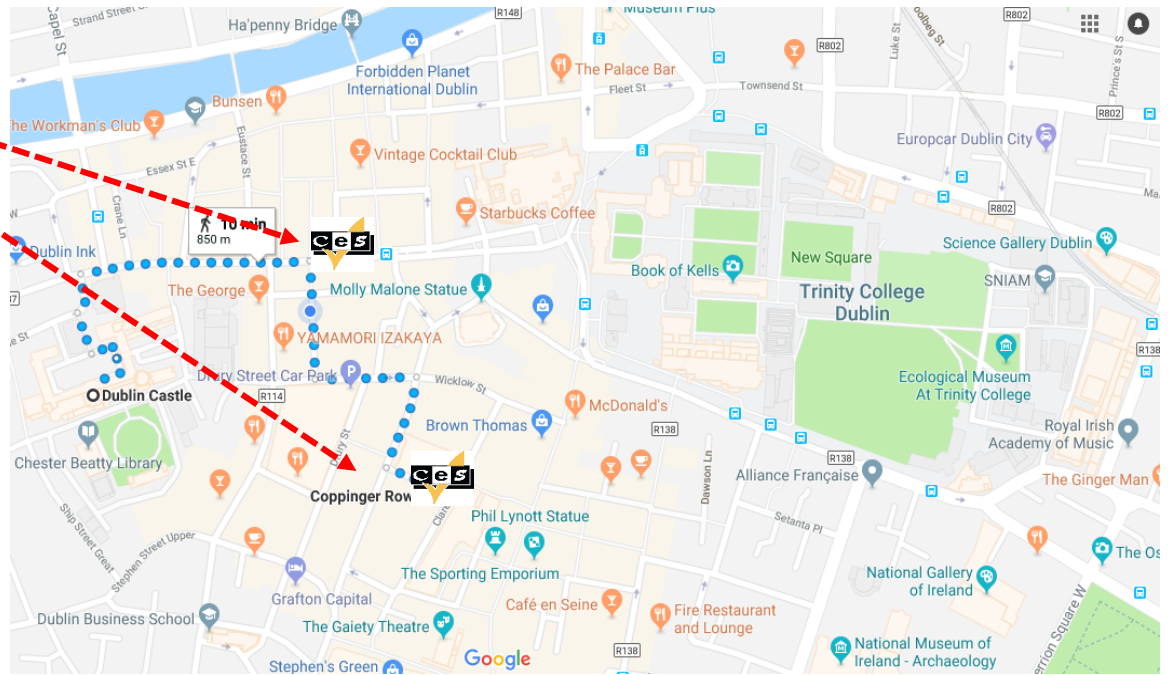 Strand Street
Capel St
Ha'penny Bridge
R148
Museum Plus
R802
Luke St
Prince's St S
Forbidden Planet
International Dublin
The Palace Bar
Fleet St
Townsend St
R802
R802
Bunsen
The Workman's Club
Eustace St
Essex St E
Vintage Cocktail Club
Europcar Dublin City
Crane Ln
Starbucks Coffee
R802
10 min
850 m
ces
Dublin Ink
Science Gallery Dublin
New Square
Book of Kells
The George
Molly Malone Statue
SNIAM
Trinity College
Dublin
YAMAMORI IZAKAYA
R138
Drury Street Car Park
P
Wicklow St
Ecological Museum
At Trinity College
Dublin Castle
R114
McDonald's
Brown Thomas
R138
Royal Irish
Academy of Music
Drury St
Chester Beatty Library
R138
Alliance Française
The Ginger Man
ces
Coppinger Row
Dawson Ln
Ship Street Great
Phil Lynott Statue
Setanta Pl
Stephen Street Upper
The Sporting Emporium
National Gallery
of Ireland
The
Grafton Capital
Café en Seine
Fire Restaurant
and Lounge
Dublin Business School
The Gaiety Theatre
Square W
National Museum of
Ireland - Archaeology
R138
Stephen's Green
Google